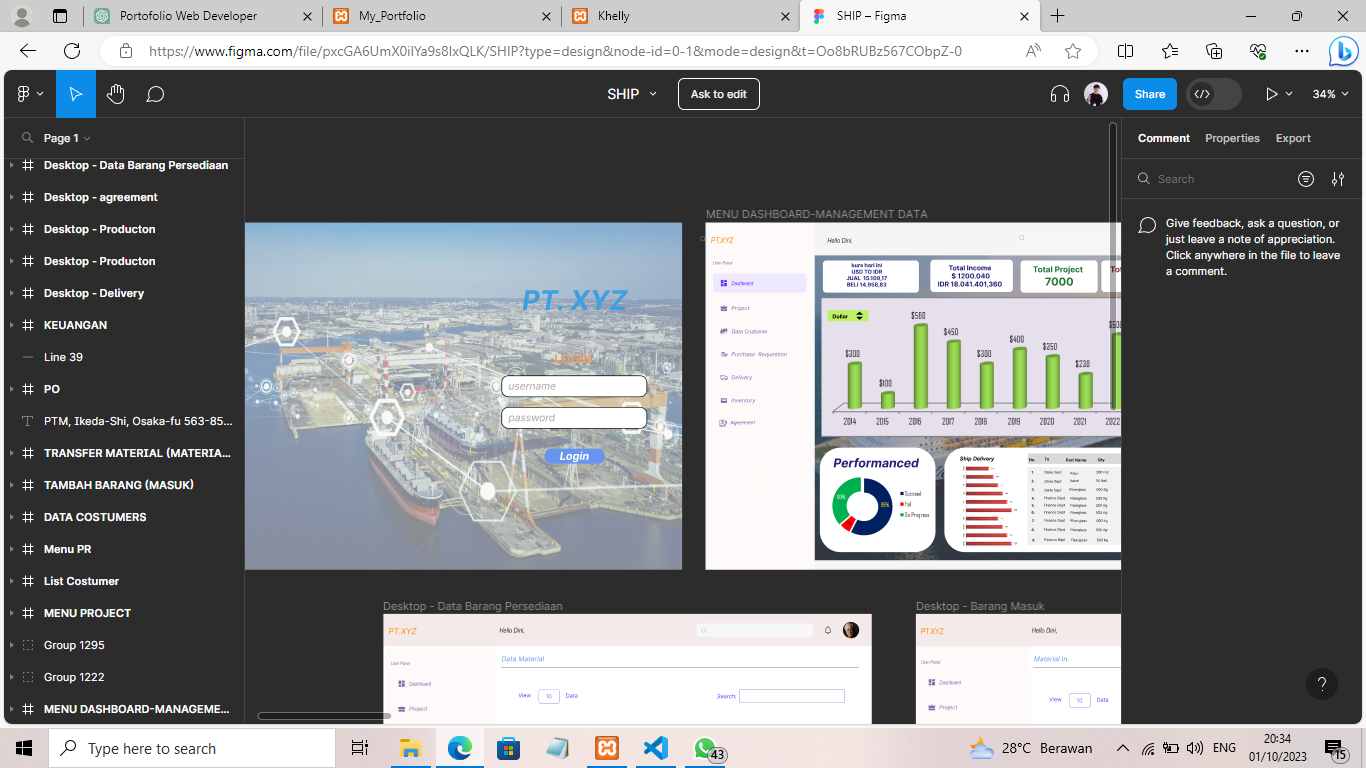 Portofolio Web Developer
My_Portfolio
Khelly
SHIP – Figma
https://www.figma.com/file/pxcGA6UmX0iIYa9s8lxQLK/SHIP?type=design&node-id=0-1&mode=design&t=Oo8bRUBz567CObpZ-0
SHIP
Ask to edit
Share
34%
Page 1
Desktop - Data Barang Persediaan
Desktop - agreement
Desktop - Producton
Desktop - Producton
Desktop - Delivery
KEUANGAN
Line 39
PO
PTM, Ikeda-Shi, Osaka-fu 563-85...
TRANSFER MATERIAL (MATERIA...
TAMBAH BARANG (MASUK)
DATA COSTUMERS
Menu PR
List Costumer
MENU PROJECT
Group 1295
Group 1222
MENU DASHBOARD-MANAGEME...
PT. XYZ
LOGIN
username
password
Login
MENU DASHBOARD-MANAGEMENT DATA
PT.XYZ
Hello Dini,
User Panel
Dashboard
Project
Data Costumer
Purchase Requestion
Delivery
Inventory
Agreement
kurs hari ini
USD TO IDR
JUAL 15.109,17
BELI 14.958,83
Total Income
$ 1200.040
IDR 18.041.401,360
Total Project
7000
Dollar
$300
$100
$560
$450
$300
$400
$350
$230
2014
2015
2016
2017
2018
2019
2020
2021
2022
Performanced
Succeed
Fail
On Progress
Ship Delivery
No.
To
Part Name
Qty
Desktop - Data Barang Persediaan
PT.XYZ
Hello Dini,
User Panel
Dashboard
Project
Data Material
View 10 Data
Search:
Desktop - Barang Masuk
PT.XYZ
Hello Dini,
User Panel
Dashboard
Project
Material In
View 10 Data
Comment
Properties
Export
Search
Give feedback, ask a question, or
just leave a note of appreciation.
Click anywhere in the file to leave
a comment.
?
Type here to search
43
28°C Berawan
ENG
20:34
01/10/2023
15